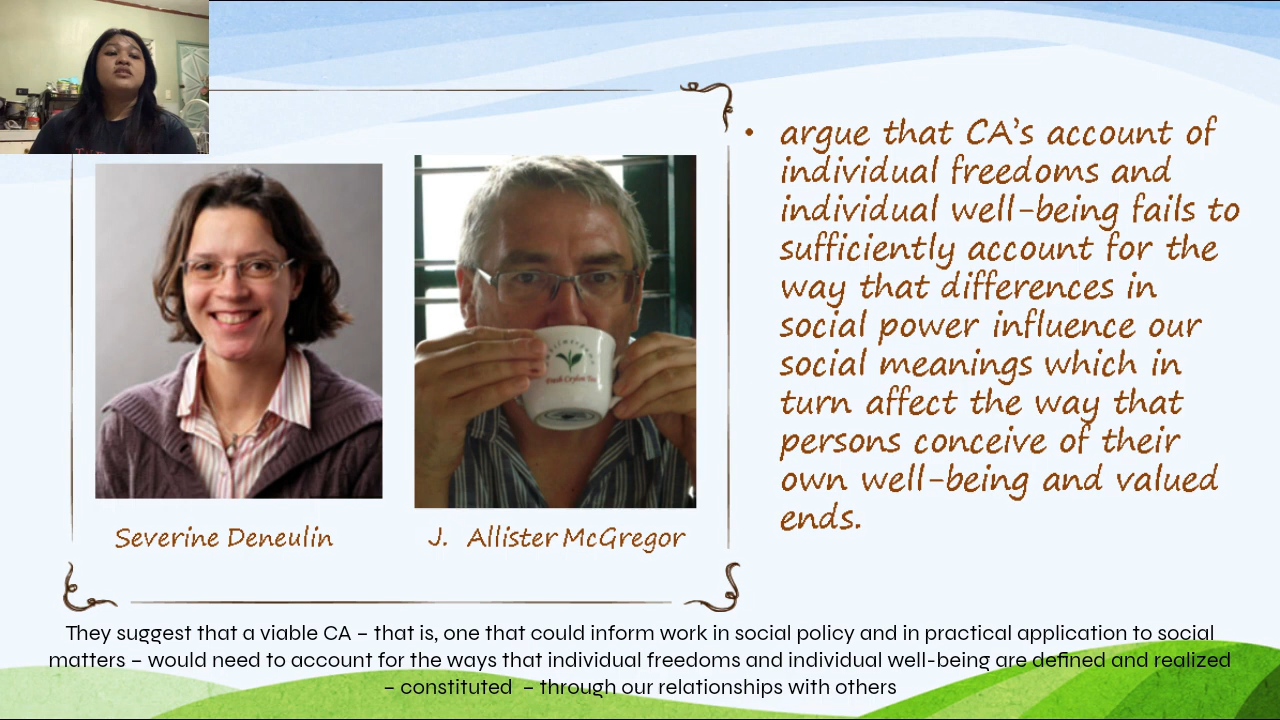 • argue that CA's account of
individual freedoms and
individual well-being fails to
sufficiently account for the
way that differences in
social power influence our
social meanings which in
turn affect the way that
persons conceive of their
own well-being and valued
ends.
Severine Deneulin
J. Allister McGregor
They suggest that a viable CA – that is, one that could inform work in social policy and in practical application to social
matters – would need to account for the ways that individual freedoms and individual well-being are defined and realized
– constituted – through our relationships with others